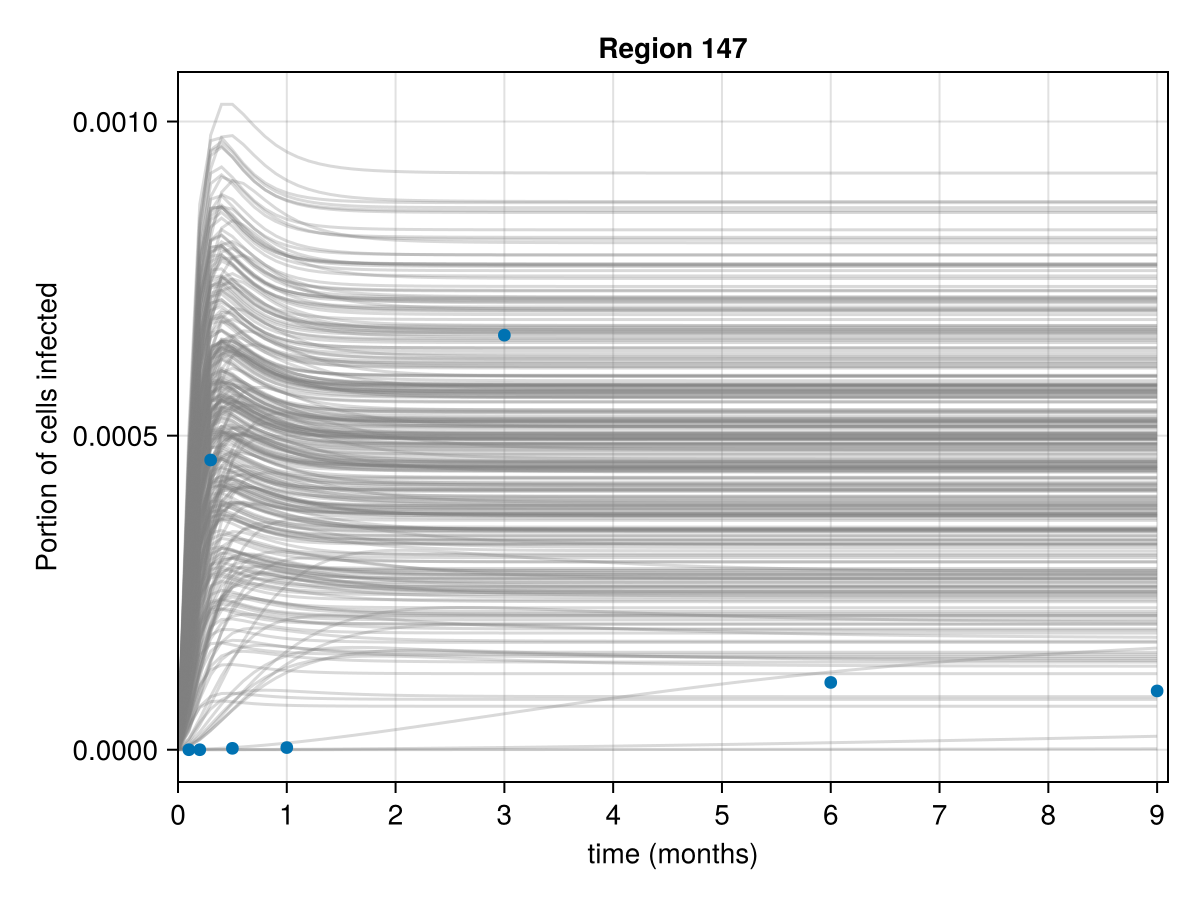 Region 147
Portion of cells infected
0.0010
0.0005
0.0000
0 1 2 3 4 5 6 7 8 9
time (months)